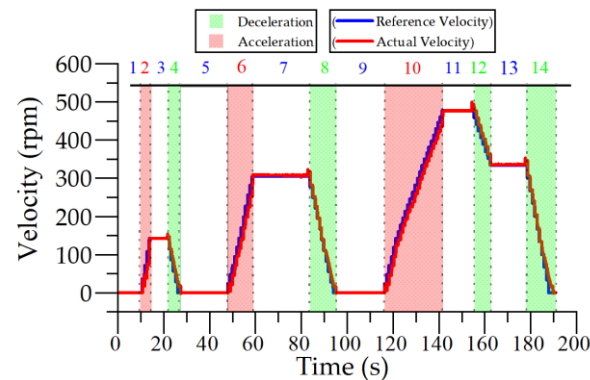 Deceleration (— Reference Velocity)
Acceleration (— Actual Velocity)
1 2 3 4 5 6 7 8 9 10 11 12 13 14
600
500
400
300
200
100
0
Velocity (rpm)
0 20 40 60 80 100 120 140 160 180 200
Time (s)